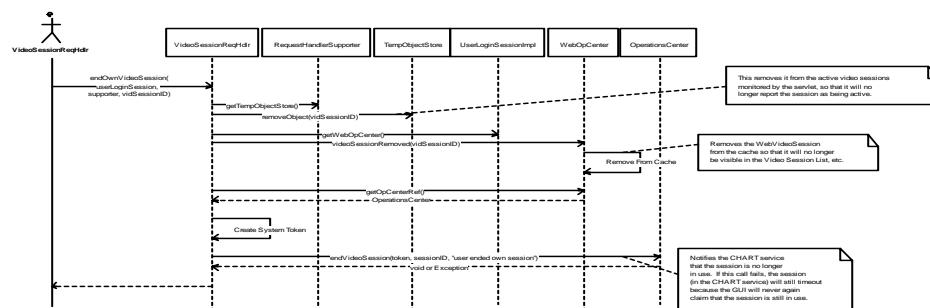 VideoSessionReqHdlr
VideoSessionReqHdlr
RequestHandlerSupporter
TempObjectStore
UserLoginSessionImpl
WebOpCenter
OperationsCenter
endOwnVideoSession(
userLoginSession,
supporter, vidSessionID)
This removes it from the active video sessions
monitored by the servlet, so that it will no
longer report the session as being active.
getTempObjectStore()
removeObject(vidSessionID)
getWebOpCenter()
videoSessionRemoved(vidSessionID)
Removes the WebVideoSession
from the cache so that it will no longer
be visible in the Video Session List, etc.
Remove From Cache
getOpCenterRef()
OperationsCenter
Create System Token
endVideoSession(token, sessionID, "user ended own session")
void or Exception
Notifies the CHART service
that the session is no longer
in use. If this call fails, the session
(in the CHART service) will still timeout
because the GUI will never again
claim that the session is still in use.